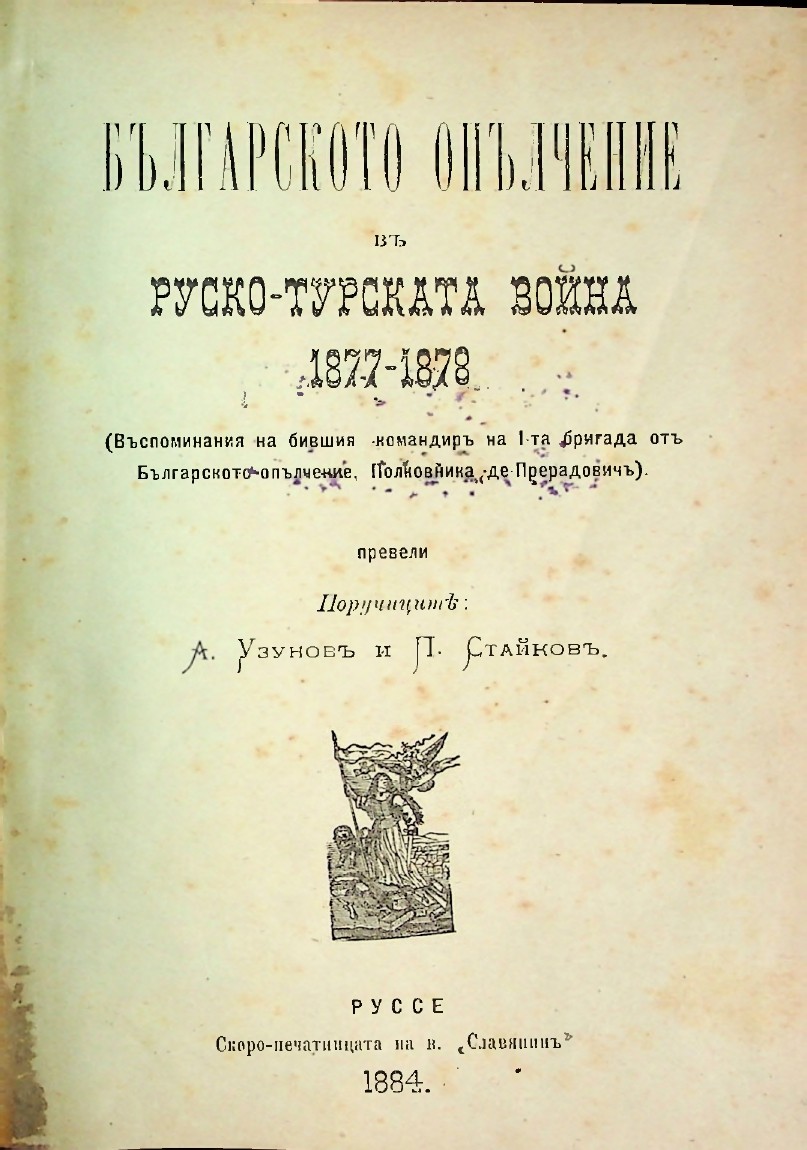 БЪЛГАРСКОТО ОПЪЛЧЕНИЕ
ВЪ
РУСКО-ТУРСКАТА ВОЙНА
1877-1878
(Въспоминания на бившия командиръ на I-та бригада отъ
Българското опълчение, Полковника де-Прерадовичъ).
превели
Поручицитѣ:
А. Узуновъ и П. Стайковъ.
РУССЕ
Скоро-печатницата на в. „Славянинъ“
1884.